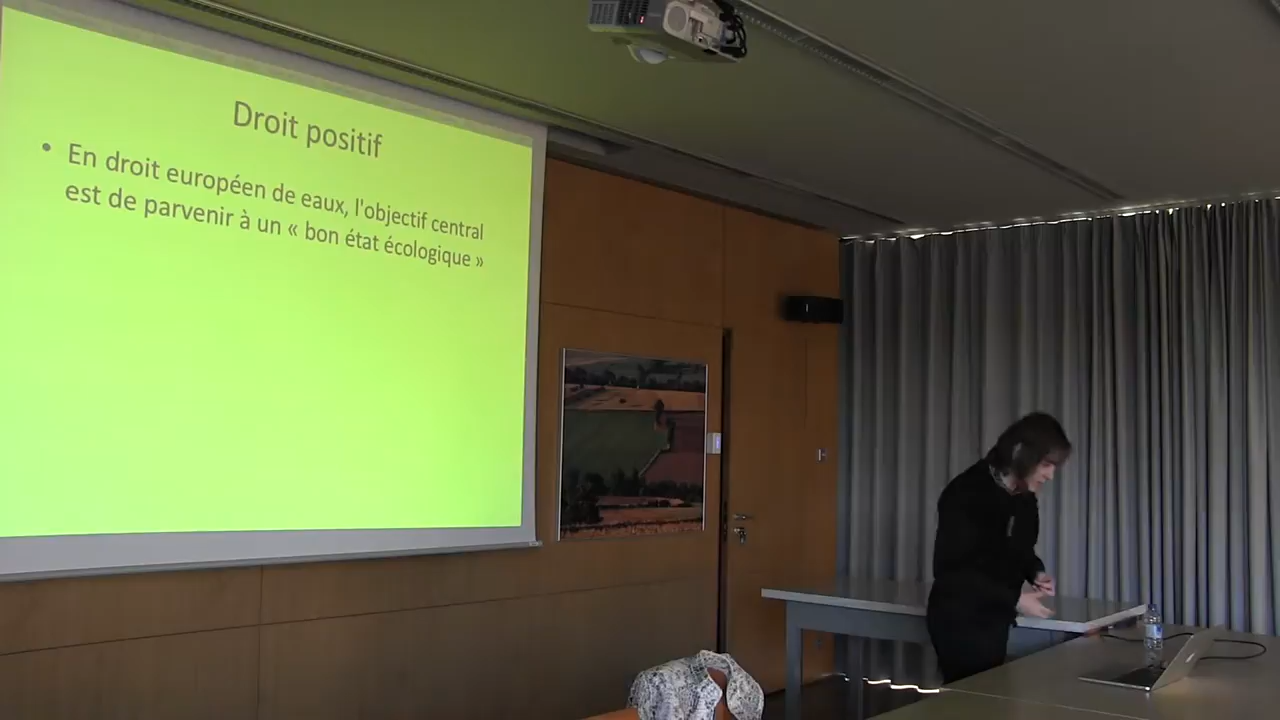 Droit positif
• En droit européen de eaux, l'objectif central
est de parvenir à un « bon état écologique »